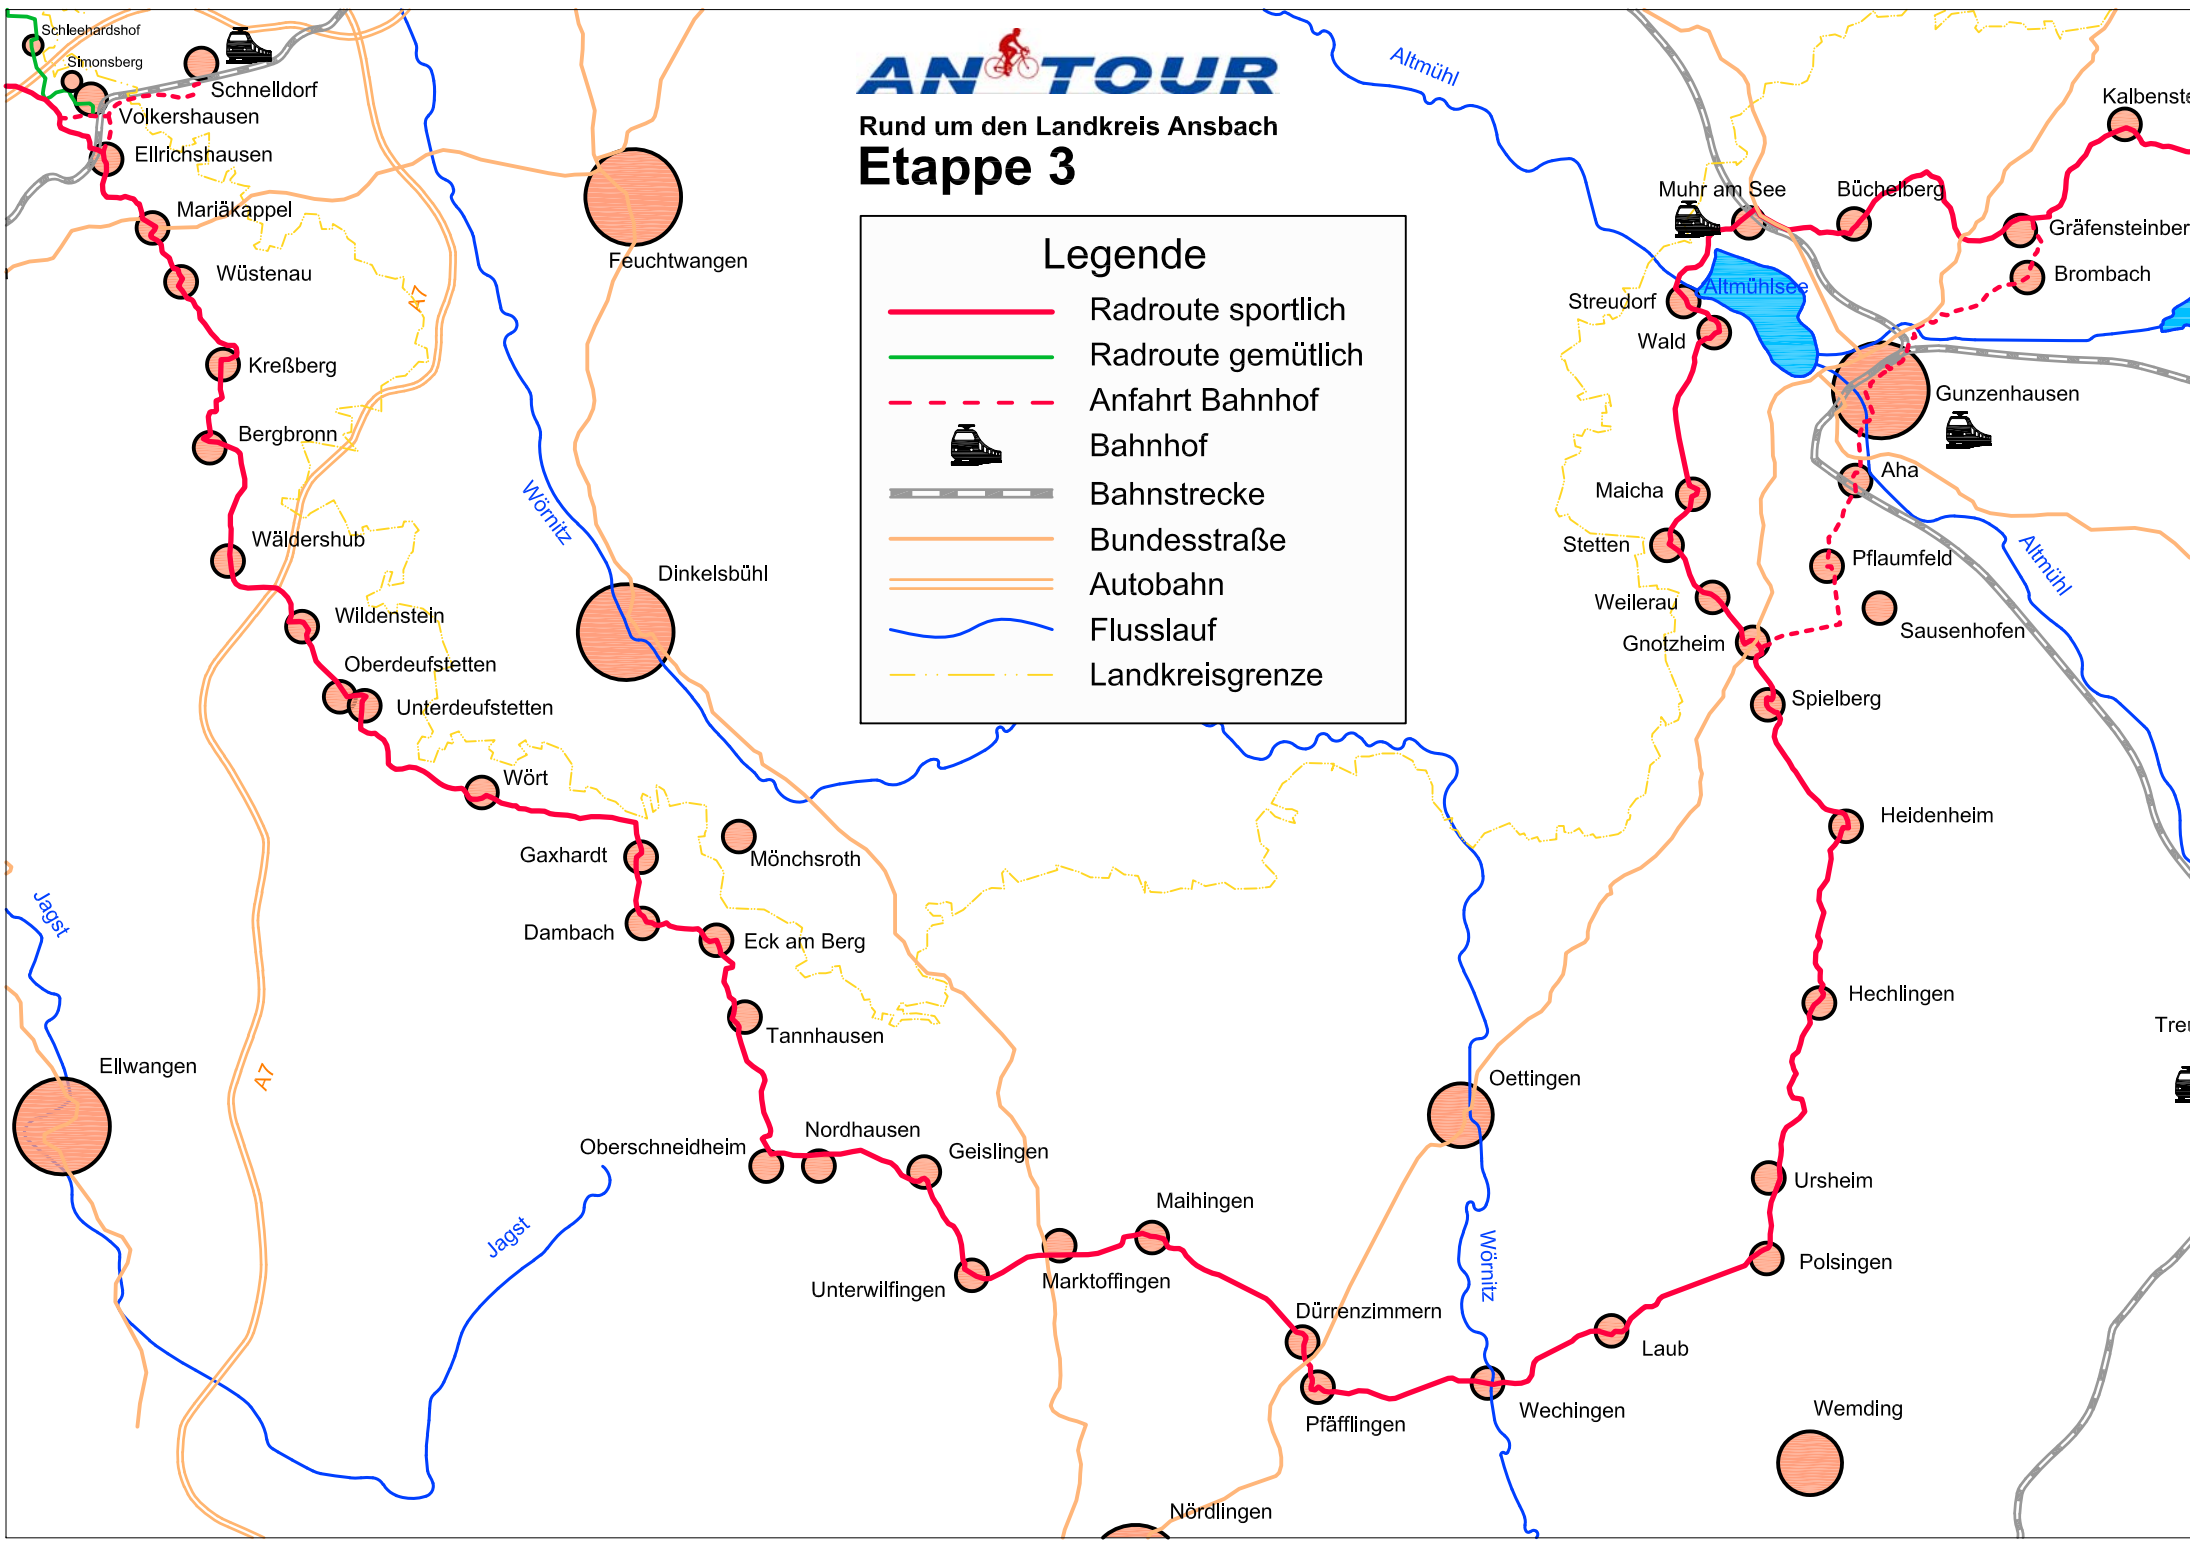 Schleehardshof
Simonsberg
Schnelldorf
Volkershausen
Ellrichshausen
Mariäkappel
Wüstenau
Kreßberg
Bergbronn
Wäldershub
Wildenstein
Oberdeufstetten
Unterdeufstetten
Wört
Gaxhardt
Mönchsroth
Dambach
Eck am Berg
Tannhausen
Oberschneidheim
Nordhausen
Geislingen
Unterwilfingen
Marktoffingen
Maihingen
Dürrenzimmern
Pfäfflingen
Nördlingen
Wechingen
Laub
Wemding
Polsingen
Ursheim
Hechlingen
Heidenheim
Spielberg
Gnotzheim
Weilerau
Stetten
Maicha
Wald
Streudorf
Muhr am See
Büchelberg
Kalbenste
Gräfensteinber
Brombach
Altmühlsee
Gunzenhausen
Aha
Pflaumfeld
Sausenhofen
Oettingen
Treu
Feuchtwangen
Dinkelsbühl
Ellwangen
A7
A7
Wörnitz
Wörnitz
Jagst
Jagst
Altmühl
Altmühl
AN TOUR
Rund um den Landkreis Ansbach
Etappe 3
Legende
Radroute sportlich
Radroute gemütlich
Anfahrt Bahnhof
Bahnhof
Bahnstrecke
Bundesstraße
Autobahn
Flusslauf
Landkreisgrenze